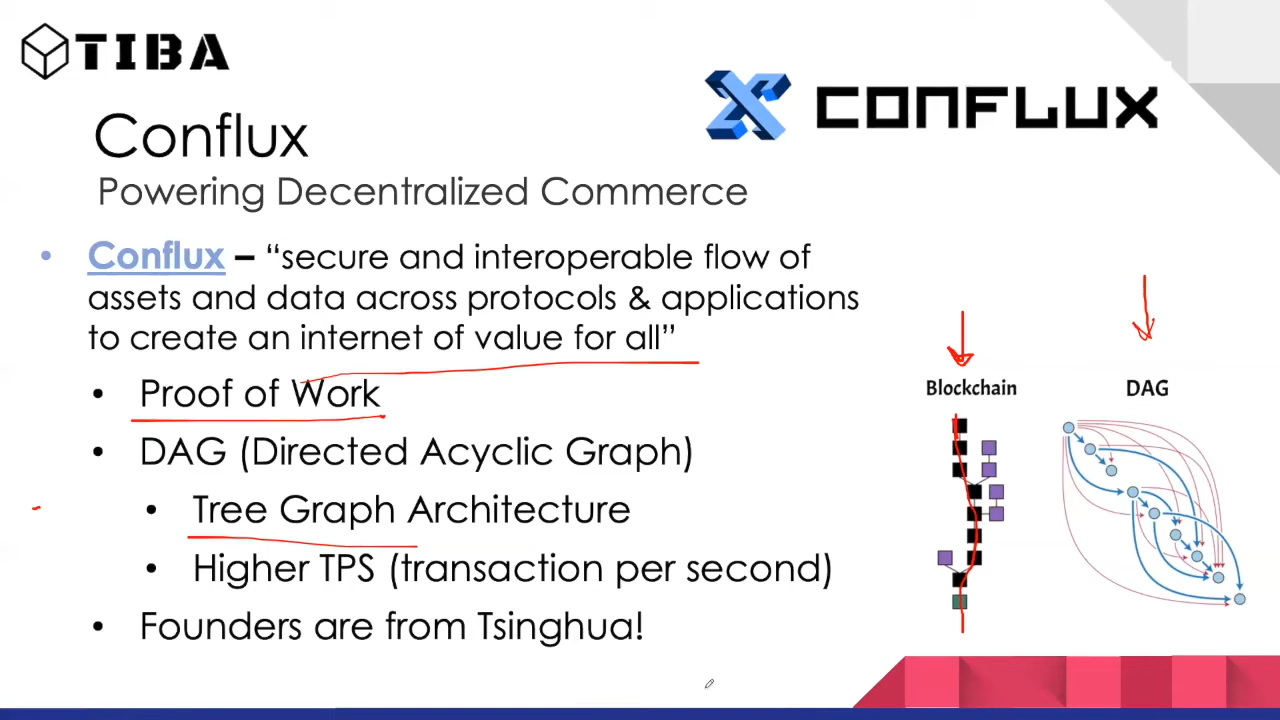 TIBA
CONFLUX
Conflux
Powering Decentralized Commerce
• Conflux – “secure and interoperable flow of
assets and data across protocols & applications
to create an internet of value for all”
• Proof of Work
• DAG (Directed Acyclic Graph)
• Tree Graph Architecture
• Higher TPS (transaction per second)
• Founders are from Tsinghua!
Blockchain
DAG